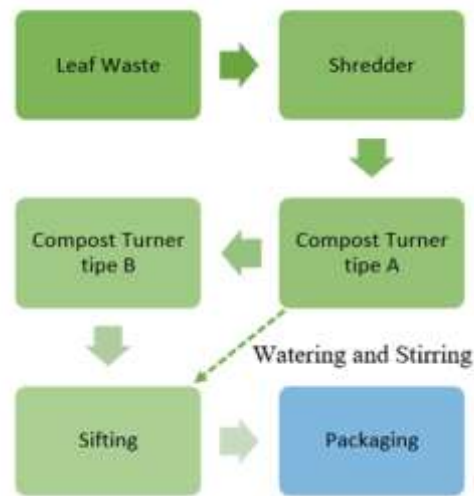 Leaf Waste
Shredder
Compost Turner
tipe A
Compost Turner
tipe B
Watering and Stirring
Sifting
Packaging